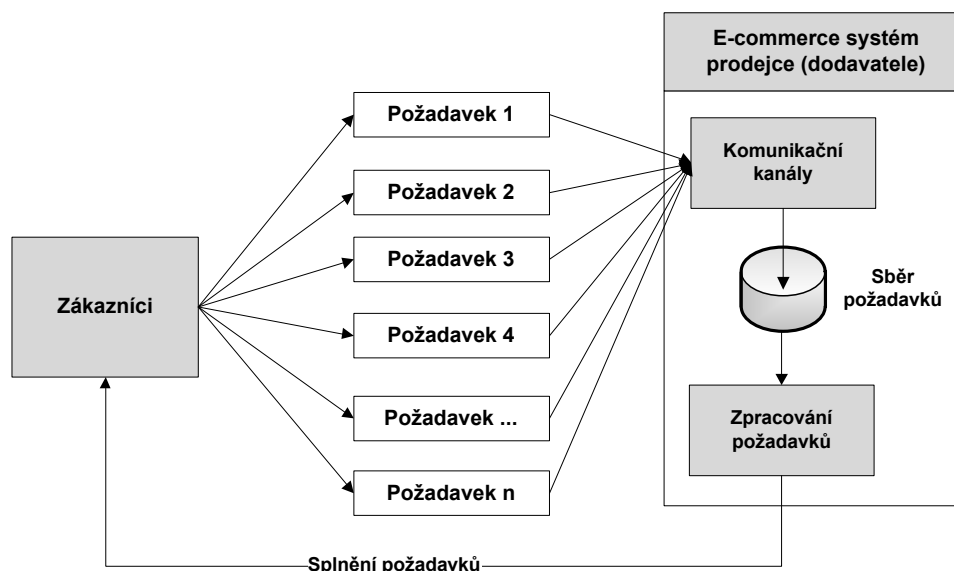 E-commerce systém
prodejce (dodavatele)
Požadavek 1
Komunikační
kanály
Požadavek 2
Požadavek 3
Zákazníci
Sběr
požadavků
Požadavek 4
Požadavek ...
Zpracování
požadavků
Požadavek n
Splnění požadavků